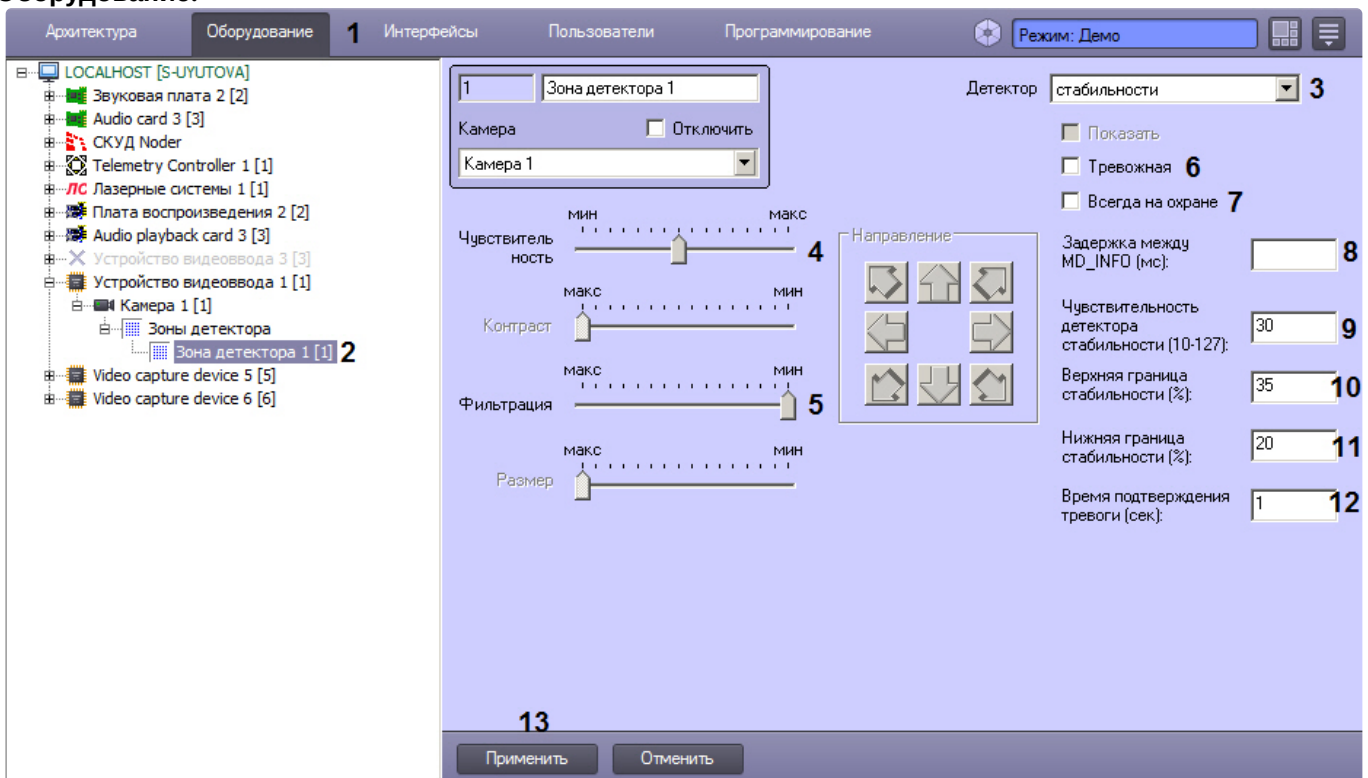 Оборудование.
Архитектура Оборудование 1 Интерфейсы Пользователи Программирование Режим: Демо
LOCALHOST [S-UYUTOVA]
Звуковая плата 2 [2]
Audio card 3 [3]
СКУД Noder
Telemetry Controller 1 [1]
ЛС Лазерные системы 1 [1]
Плата воспроизведения 2 [2]
Audio playback card 3 [3]
Устройство видеоввода 3 [3]
Устройство видеоввода 1 [1]
Камера 1 [1]
Зоны детектора
Зона детектора 1 [1] 2
Video capture device 5 [5]
Video capture device 6 [6]
1 Зона детектора 1
Камера Отключить
Камера 1
мин макс
Чувствитель
ность 4
макс мин
Контраст
макс мин
Фильтрация 5
макс мин
Размер
Направление
Детектор стабильности 3
Показать
Тревожная 6
Всегда на охране 7
Задержка между
MD_INFO (мс): 8
Чувствительность
детектора
стабильности (10-127): 30 9
Верхняя граница
стабильности (%): 35 10
Нижняя граница
стабильности (%): 20 11
Время подтверждения
тревоги (сек): 1 12
13
Применить Отменить